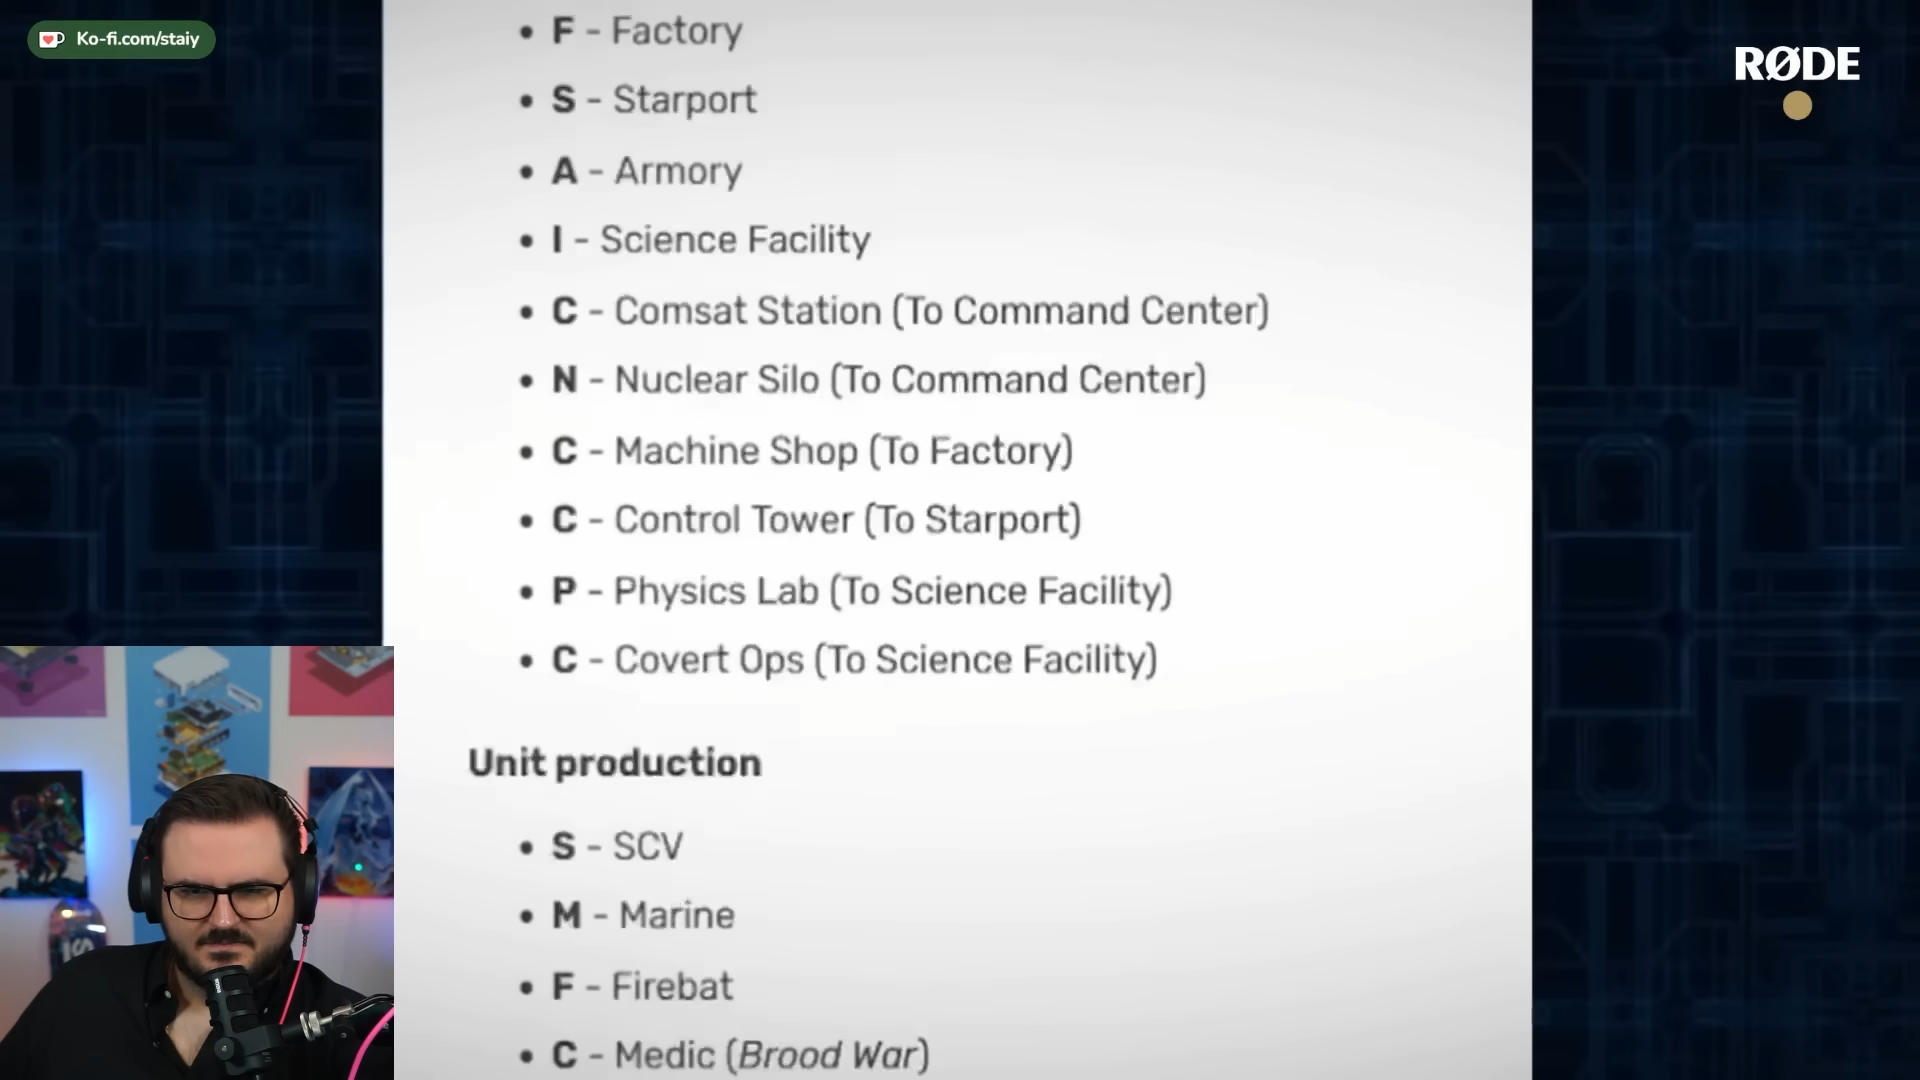 Ko-fi.com/staiy
RØDE
• F - Factory
• S - Starport
• A - Armory
• I - Science Facility
• C - Comsat Station (To Command Center)
• N - Nuclear Silo (To Command Center)
• C - Machine Shop (To Factory)
• C - Control Tower (To Starport)
• P - Physics Lab (To Science Facility)
• C - Covert Ops (To Science Facility)
Unit production
• S - SCV
• M - Marine
• F - Firebat
• C - Medic (Brood War)